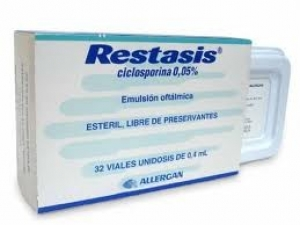 Restasis®
ciclosporina 0,05%
Emulsión oftálmica
ESTERIL, LIBRE DE PRESERVANTES
32 VIALES UNIDOSIS DE 0,4 mL
ALLERGAN